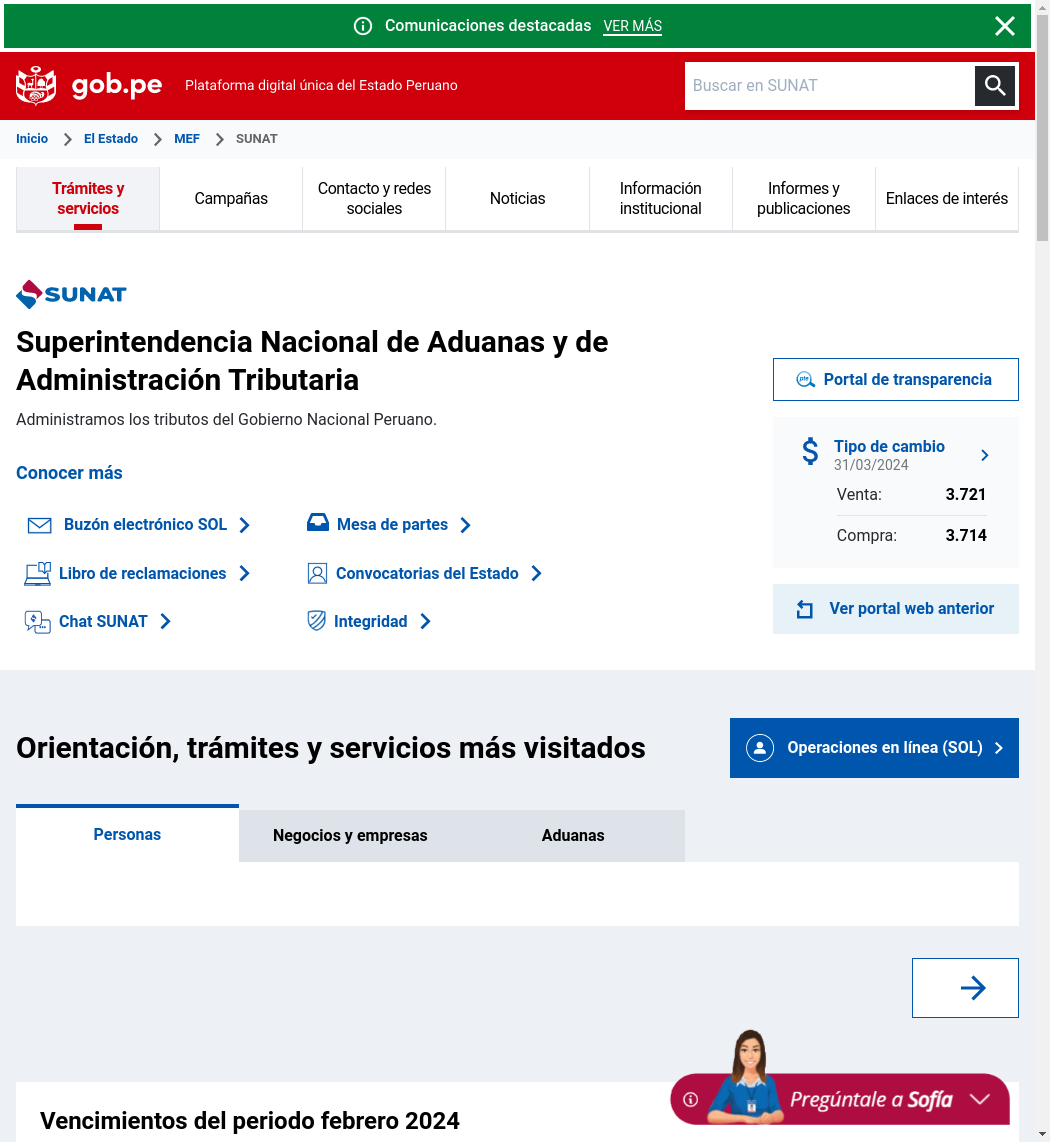 Comunicaciones destacadas VER MÁS
gob.pe Plataforma digital única del Estado Peruano Buscar en SUNAT
Inicio El Estado MEF SUNAT
Trámites y
servicios
Campañas
Contacto y redes
sociales
Noticias
Información
institucional
Informes y
publicaciones
Enlaces de interés
SUNAT
Superintendencia Nacional de Aduanas y de
Administración Tributaria
Administramos los tributos del Gobierno Nacional Peruano.
Conocer más
Buzón electrónico SOL
Mesa de partes
Libro de reclamaciones
Convocatorias del Estado
Chat SUNAT
Integridad
pte Portal de transparencia
Tipo de cambio
31/03/2024
Venta: 3.721
Compra: 3.714
Ver portal web anterior
Orientación, trámites y servicios más visitados
Operaciones en línea (SOL)
Personas
Negocios y empresas
Aduanas
Pregúntale a Sofía
Vencimientos del periodo febrero 2024